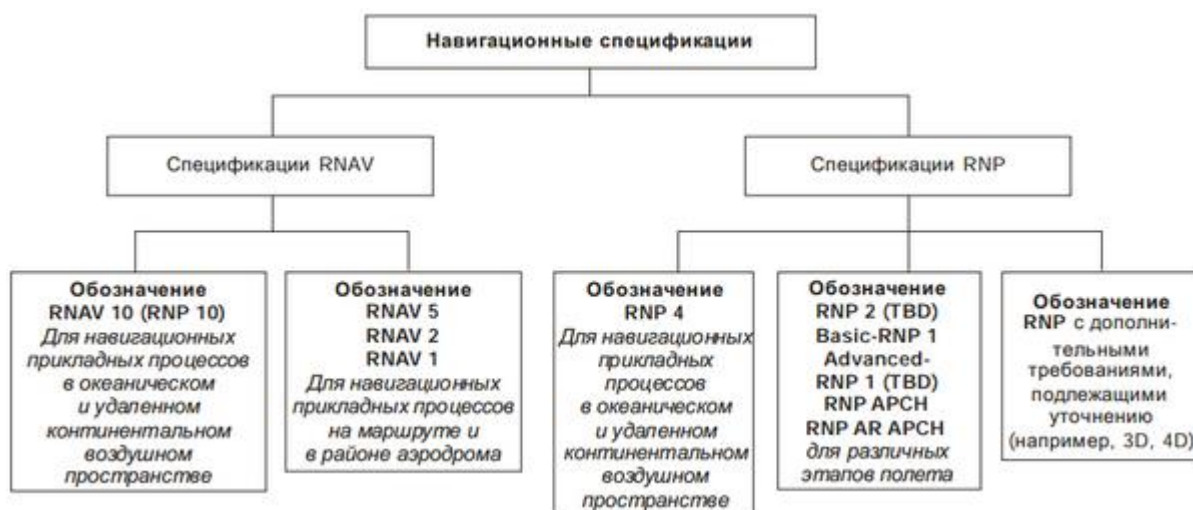 Навигационные спецификации
Спецификации RNAV
Спецификации RNP
Обозначение
RNAV 10 (RNP 10)
Для навигационных
прикладных процессов
в океаническом
и удаленном
континентальном
воздушном
пространстве
Обозначение
RNAV 5
RNAV 2
RNAV 1
Для навигационных
прикладных процессов
на маршруте и
в районе аэродрома
Обозначение
RNP 4
Для навигационных
прикладных
процессов
в океаническом
и удаленном
континентальном
воздушном
пространстве
Обозначение
RNP 2 (TBD)
Basic-RNP 1
Advanced-
RNP 1 (TBD)
RNP APCH
RNP AR APCH
для различных
этапов полета
Обозначение
RNP с дополни-
тельными
требованиями,
подлежащими
уточнению
(например, 3D, 4D)